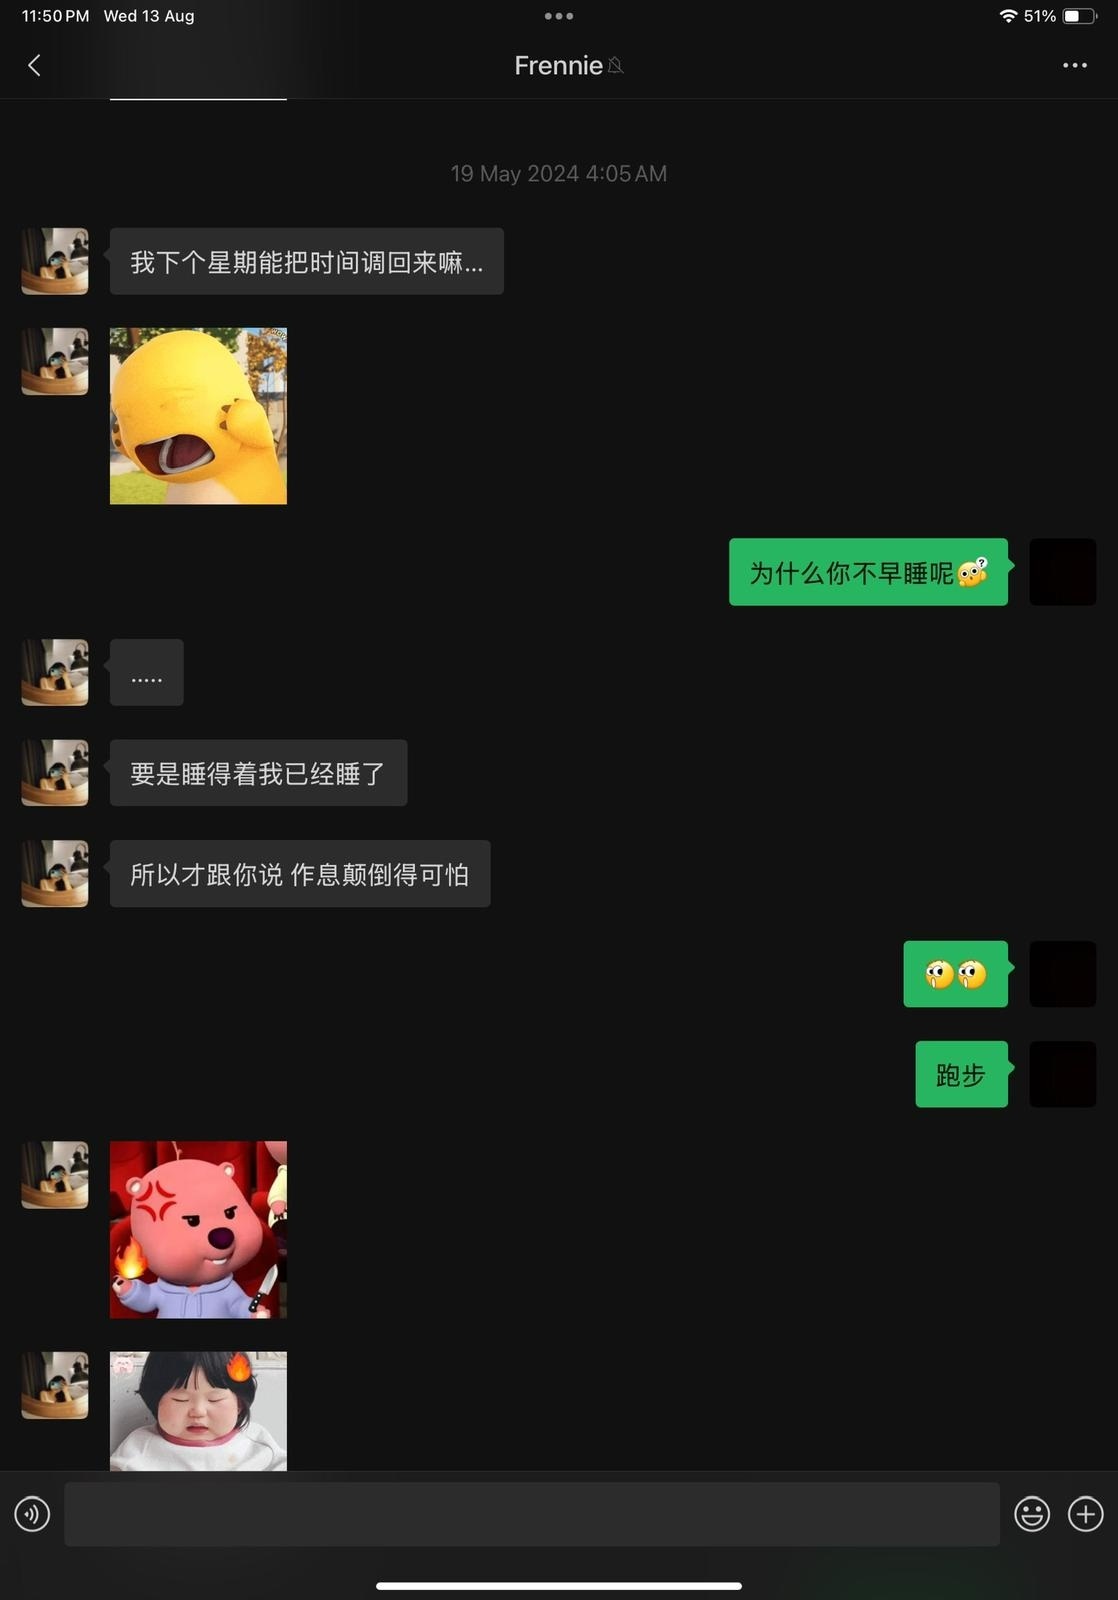 11:50 PM Wed 13 Aug
51%
Frennie
19 May 2024 4:05 AM
我下个星期能把时间调回来嘛...
为什么你不早睡呢
.....
要是睡得着我已经睡了
所以才跟你说 作息颠倒得可怕
跑步